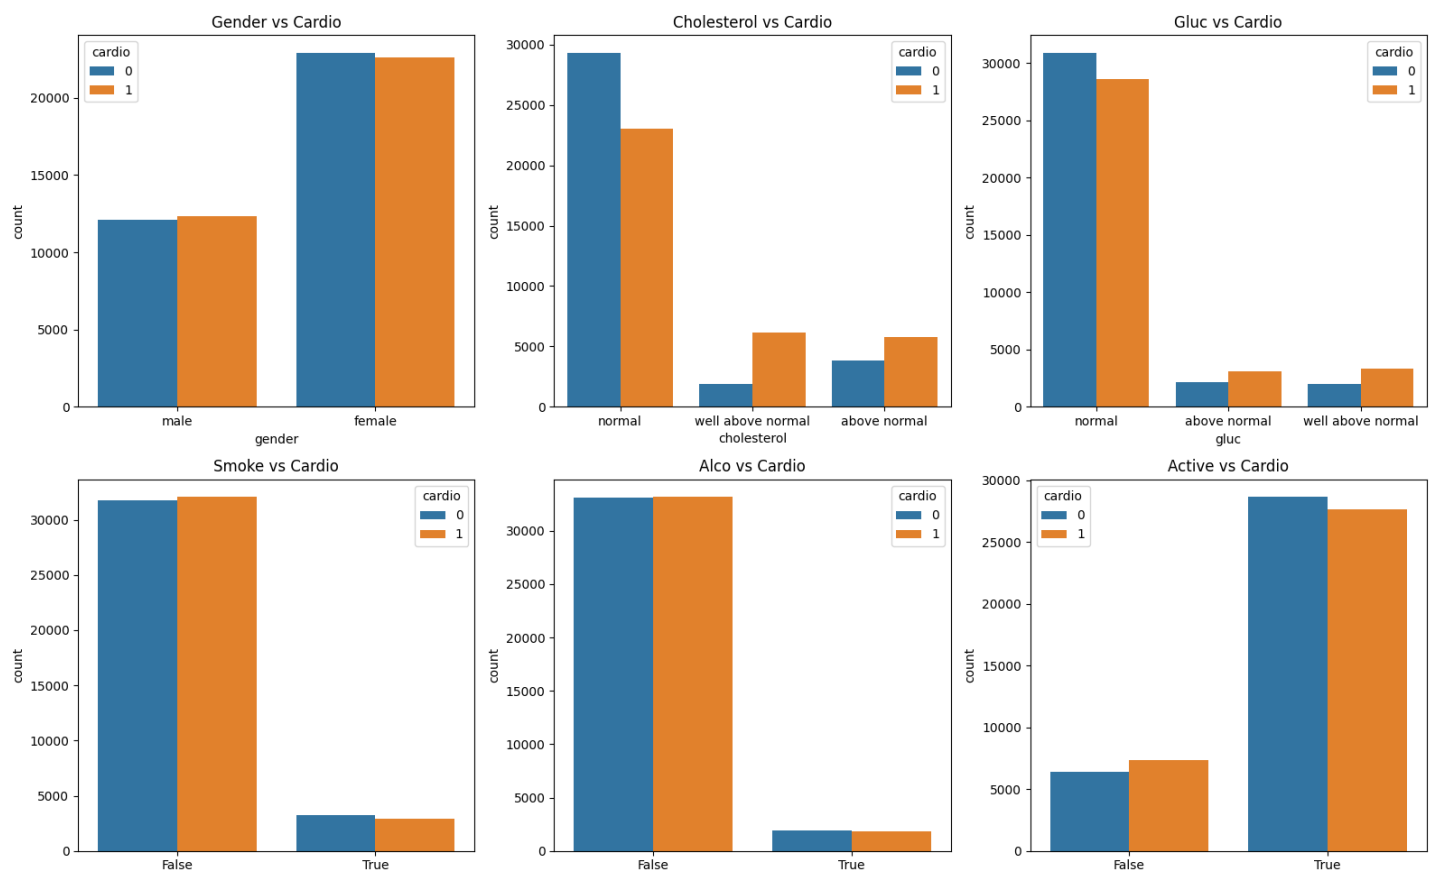 Gender vs Cardio
cardio
0
1
20000
15000
10000
5000
0
count
male
female
gender
Cholesterol vs Cardio
cardio
0
1
30000
25000
20000
15000
10000
5000
0
count
normal
well above normal
above normal
cholesterol
Gluc vs Cardio
cardio
0
1
30000
25000
20000
15000
10000
5000
0
count
normal
above normal
well above normal
gluc
Smoke vs Cardio
cardio
0
1
30000
25000
20000
15000
10000
5000
0
count
False
True
Alco vs Cardio
cardio
0
1
30000
25000
20000
15000
10000
5000
0
count
False
True
Active vs Cardio
cardio
0
1
30000
25000
20000
15000
10000
5000
0
count
False
True